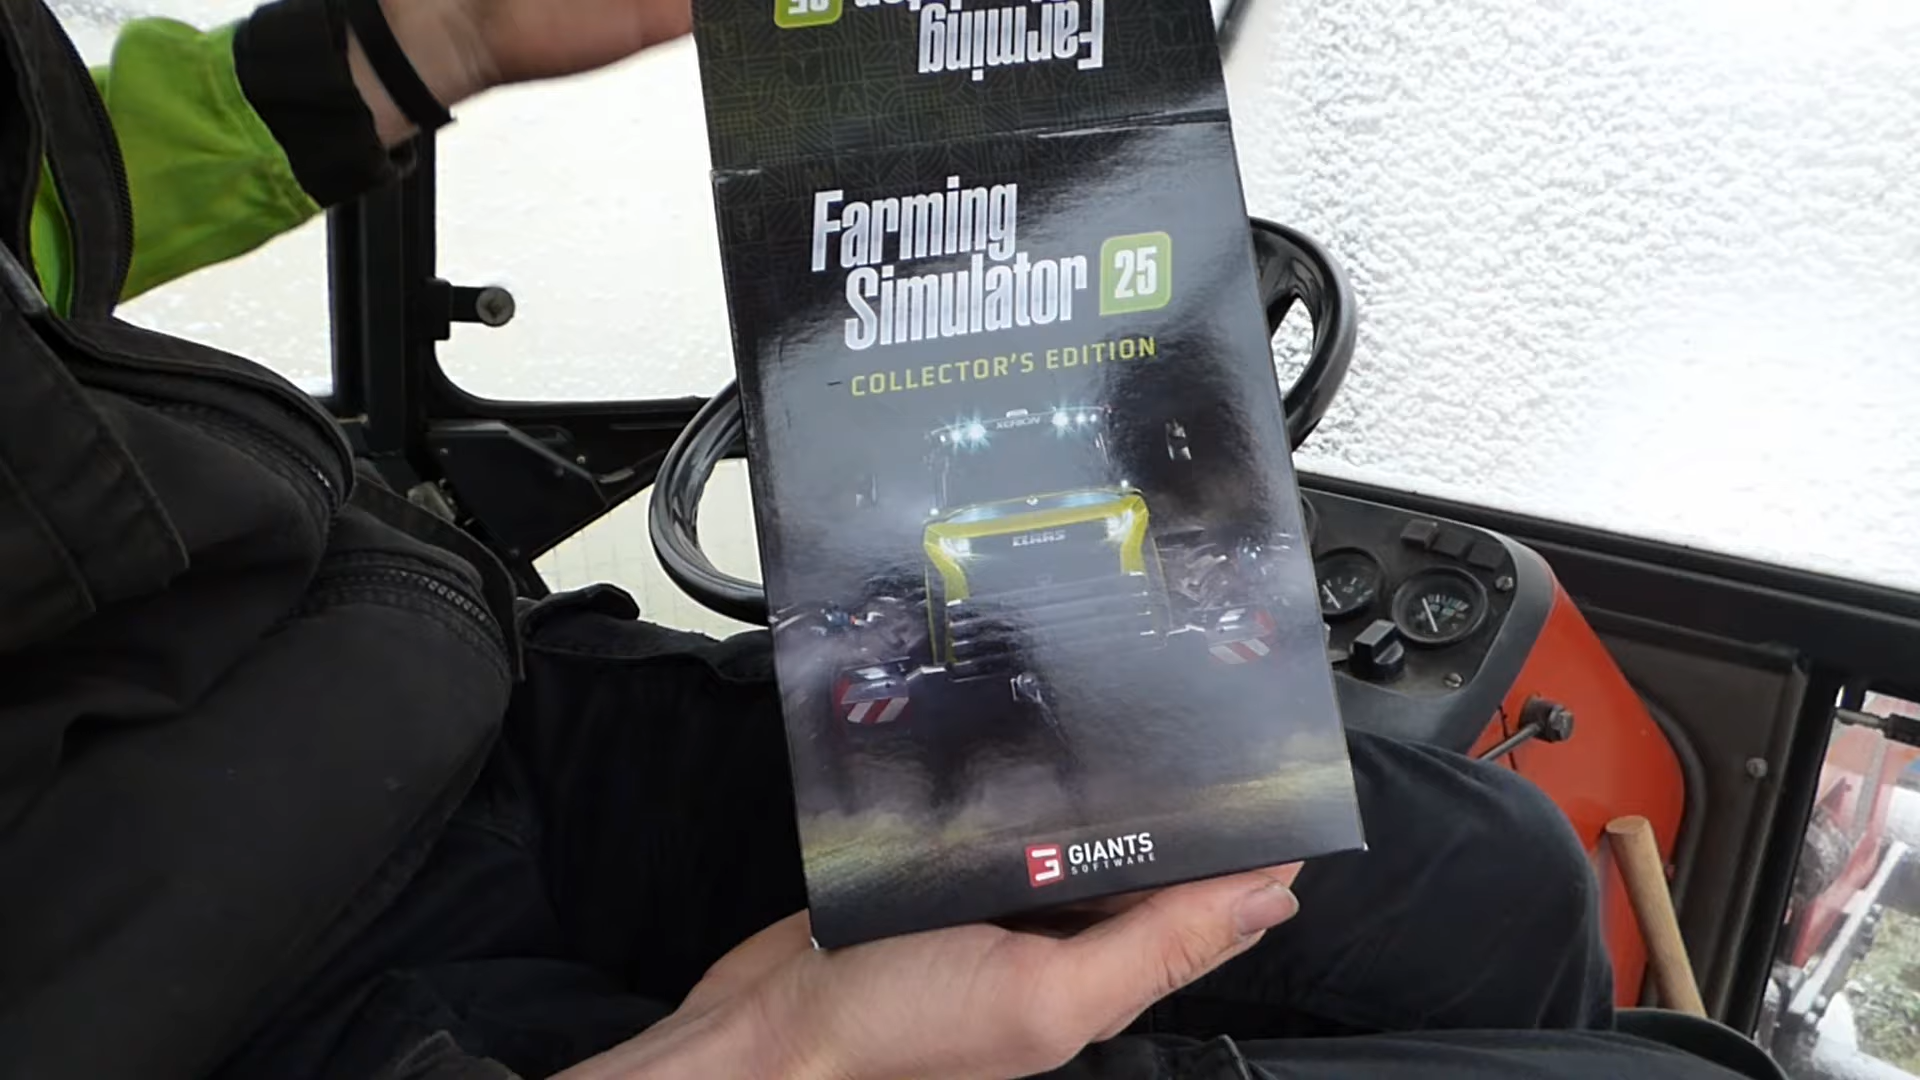 Farming
Farming
Simulator 25
COLLECTOR'S EDITION
XERION
CLAAS
GIANTS
SOFTWARE